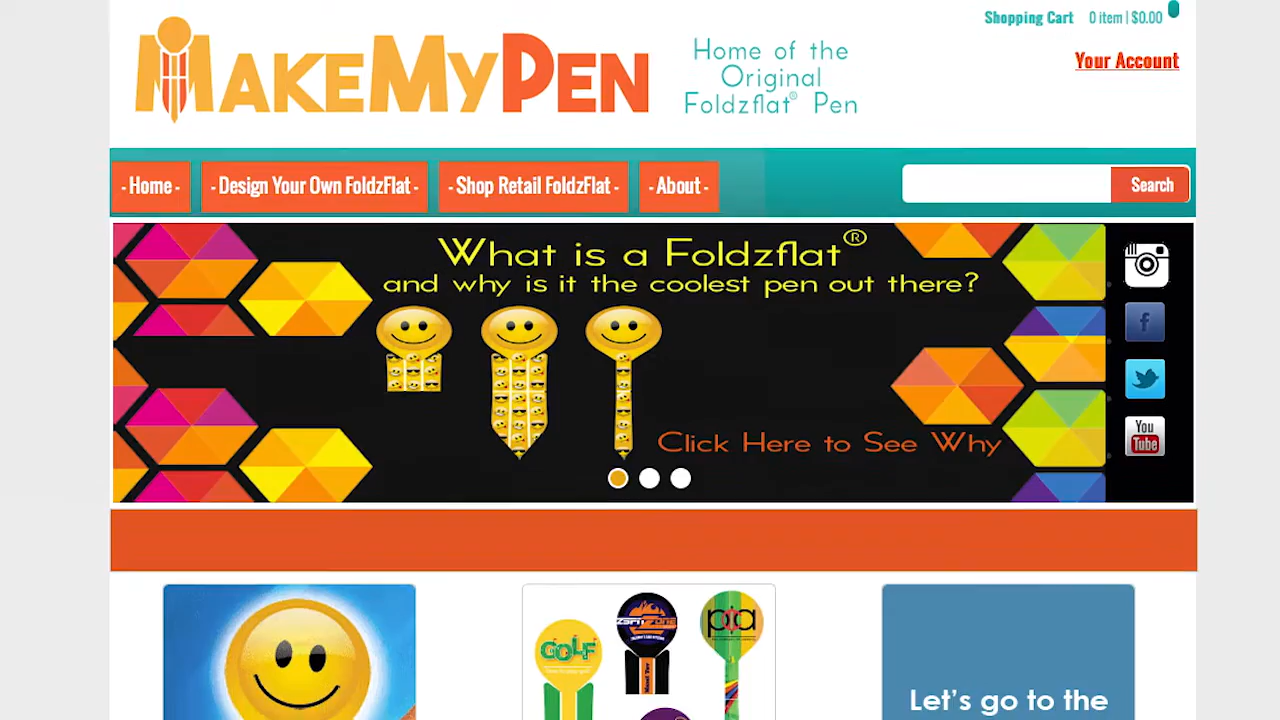 Shopping Cart 0 item | $0.00
Your Account
MAKEMYPEN
Home of the
Original
Foldzflat® Pen
- Home -
- Design Your Own FoldzFlat -
- Shop Retail FoldzFlat -
- About -
Search
What is a Foldzflat®
and why is it the coolest pen out there?
Click Here to See Why
f
You
Tube
GOLF
pca
Let's go to the